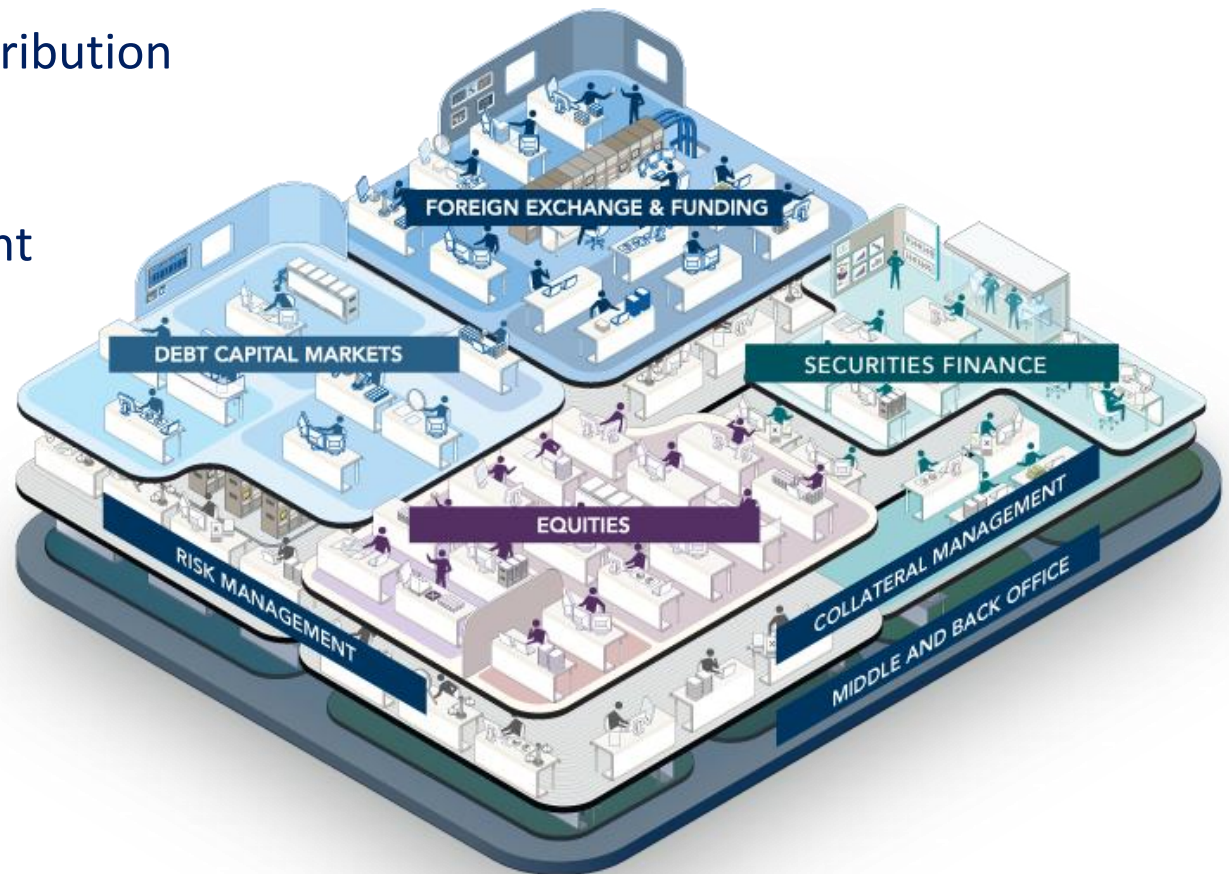 ribution
nt
FOREIGN EXCHANGE & FUNDING
DEBT CAPITAL MARKETS
SECURITIES FINANCE
EQUITIES
RISK MANAGEMENT
COLLATERAL MANAGEMENT
MIDDLE AND BACK OFFICE